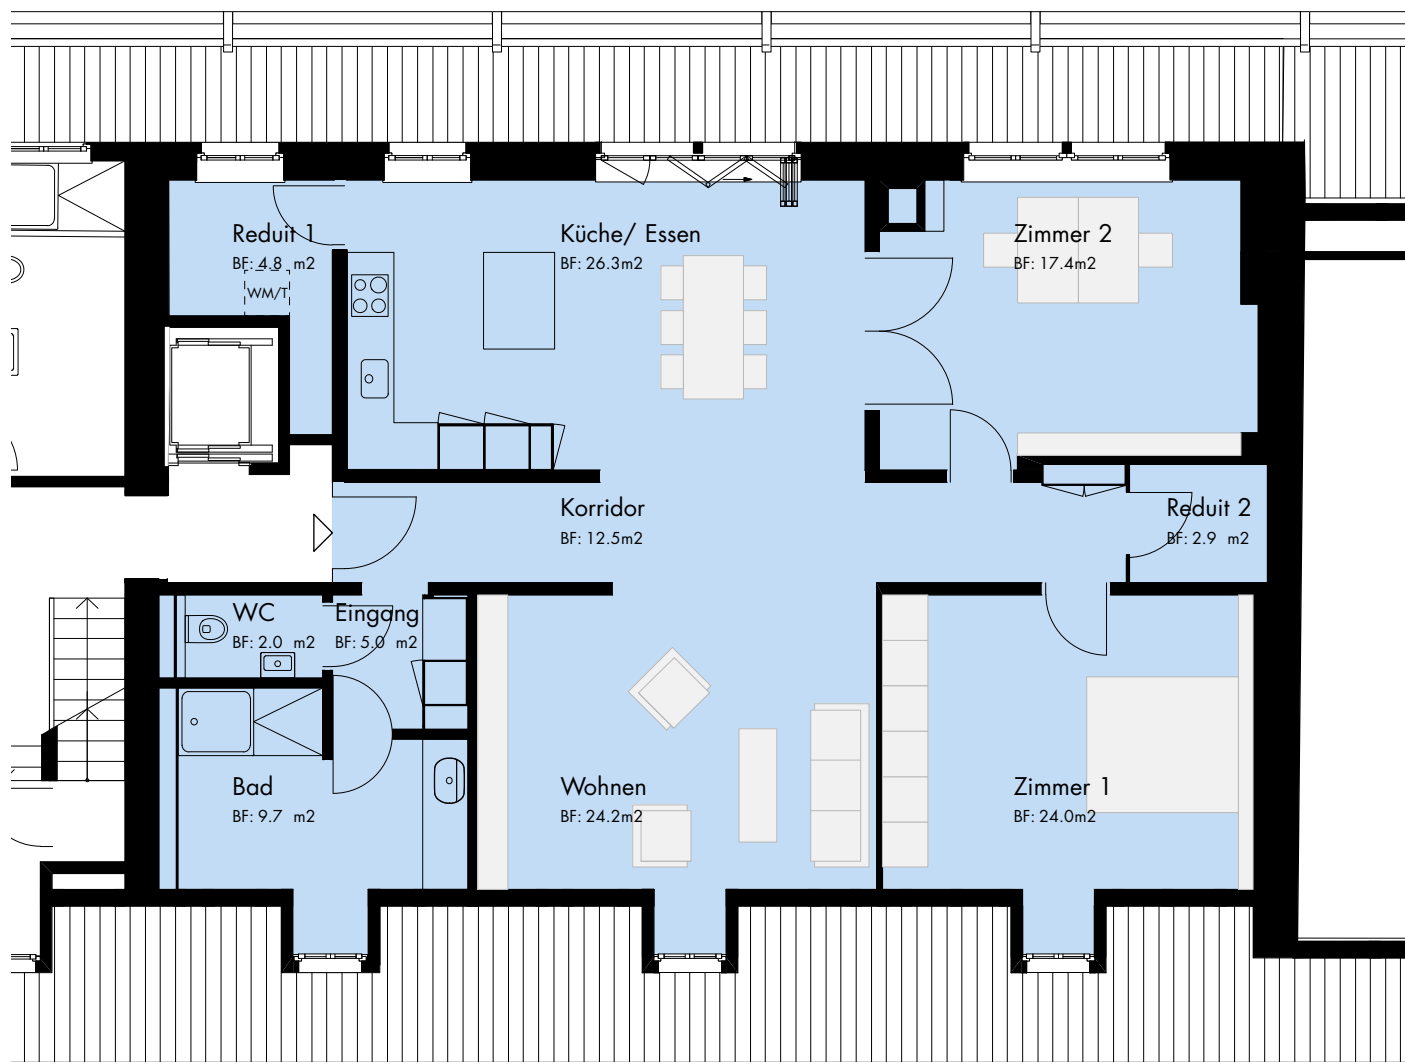 Reduit 1
BF: 4.8 m2
WM/T
Küche/ Essen
BF: 26.3m2
Zimmer 2
BF: 17.4m2
Korridor
BF: 12.5m2
Reduit 2
BF: 2.9 m2
WC
BF: 2.0 m2
Eingang
BF: 5.0 m2
Bad
BF: 9.7 m2
Wohnen
BF: 24.2m2
Zimmer 1
BF: 24.0m2